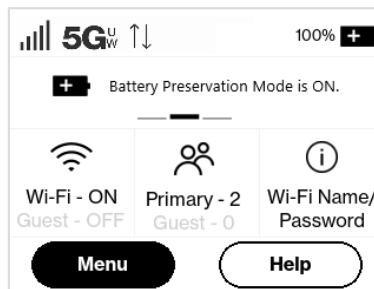 5G UW 100%
Battery Preservation Mode is ON.
Wi-Fi - ON Primary - 2 Wi-Fi Name/
Guest - OFF Guest - 0 Password
Menu Help